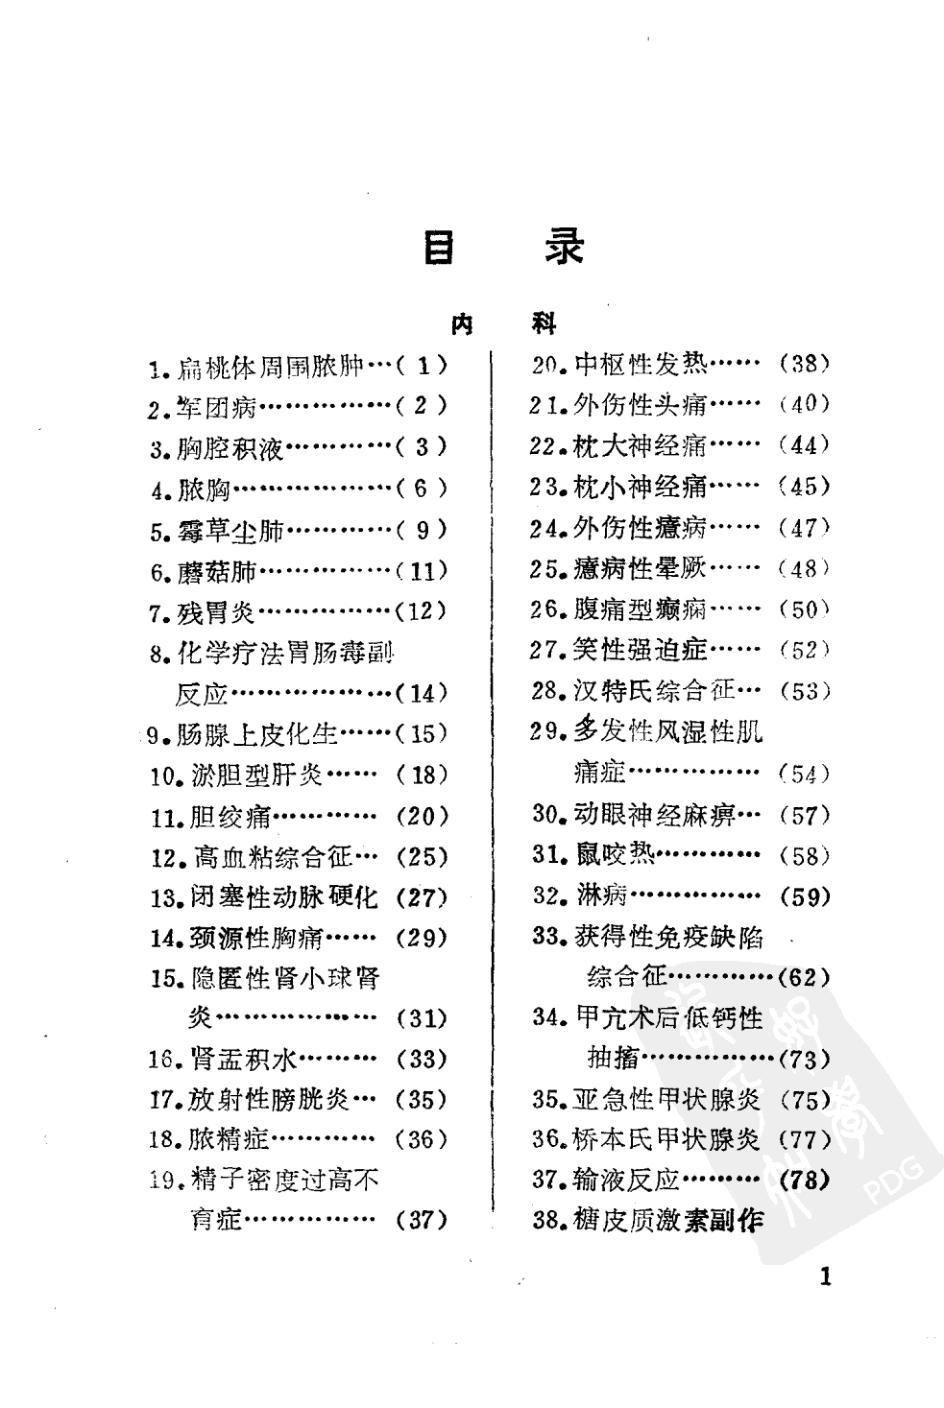 目 录
内 科
1.扁桃体周围脓肿…( 1 )
2.军团病……………( 2 )
3.胸腔积液…………( 3 )
4.脓胸………………( 6 )
5.霉草尘肺…………( 9 )
6.蘑菇肺……………(11)
7.残胃炎……………(12)
8.化学疗法胃肠毒副
反应………………(14)
9.肠腺上皮化生……(15)
10.淤胆型肝炎……(18)
11.胆绞痛…………(20)
12.高血粘综合征…(25)
13.闭塞性动脉硬化(27)
14.颈源性胸痛……(29)
15.隐匿性肾小球肾
炎………………(31)
16.肾盂积水………(33)
17.放射性膀胱炎…(35)
18.脓精症…………(36)
19.精子密度过高不
育症……………(37)
20.中枢性发热……(38)
21.外伤性头痛……(40)
22.枕大神经痛……(44)
23.枕小神经痛……(45)
24.外伤性癔病……(47)
25.癔病性晕厥……(48)
26.腹痛型癫痫……(50)
27.笑性强迫症……(52)
28.汉特氏综合征…(53)
29.多发性风湿性肌
痛症……………(54)
30.动眼神经麻痹…(57)
31.鼠咬热…………(58)
32.淋病……………(59)
33.获得性免疫缺陷
综合征…………(62)
34.甲亢术后低钙性
抽搐……………(73)
35.亚急性甲状腺炎(75)
36.桥本氏甲状腺炎(77)
37.输液反应………(78)
38.糖皮质激素副作
PDG
1